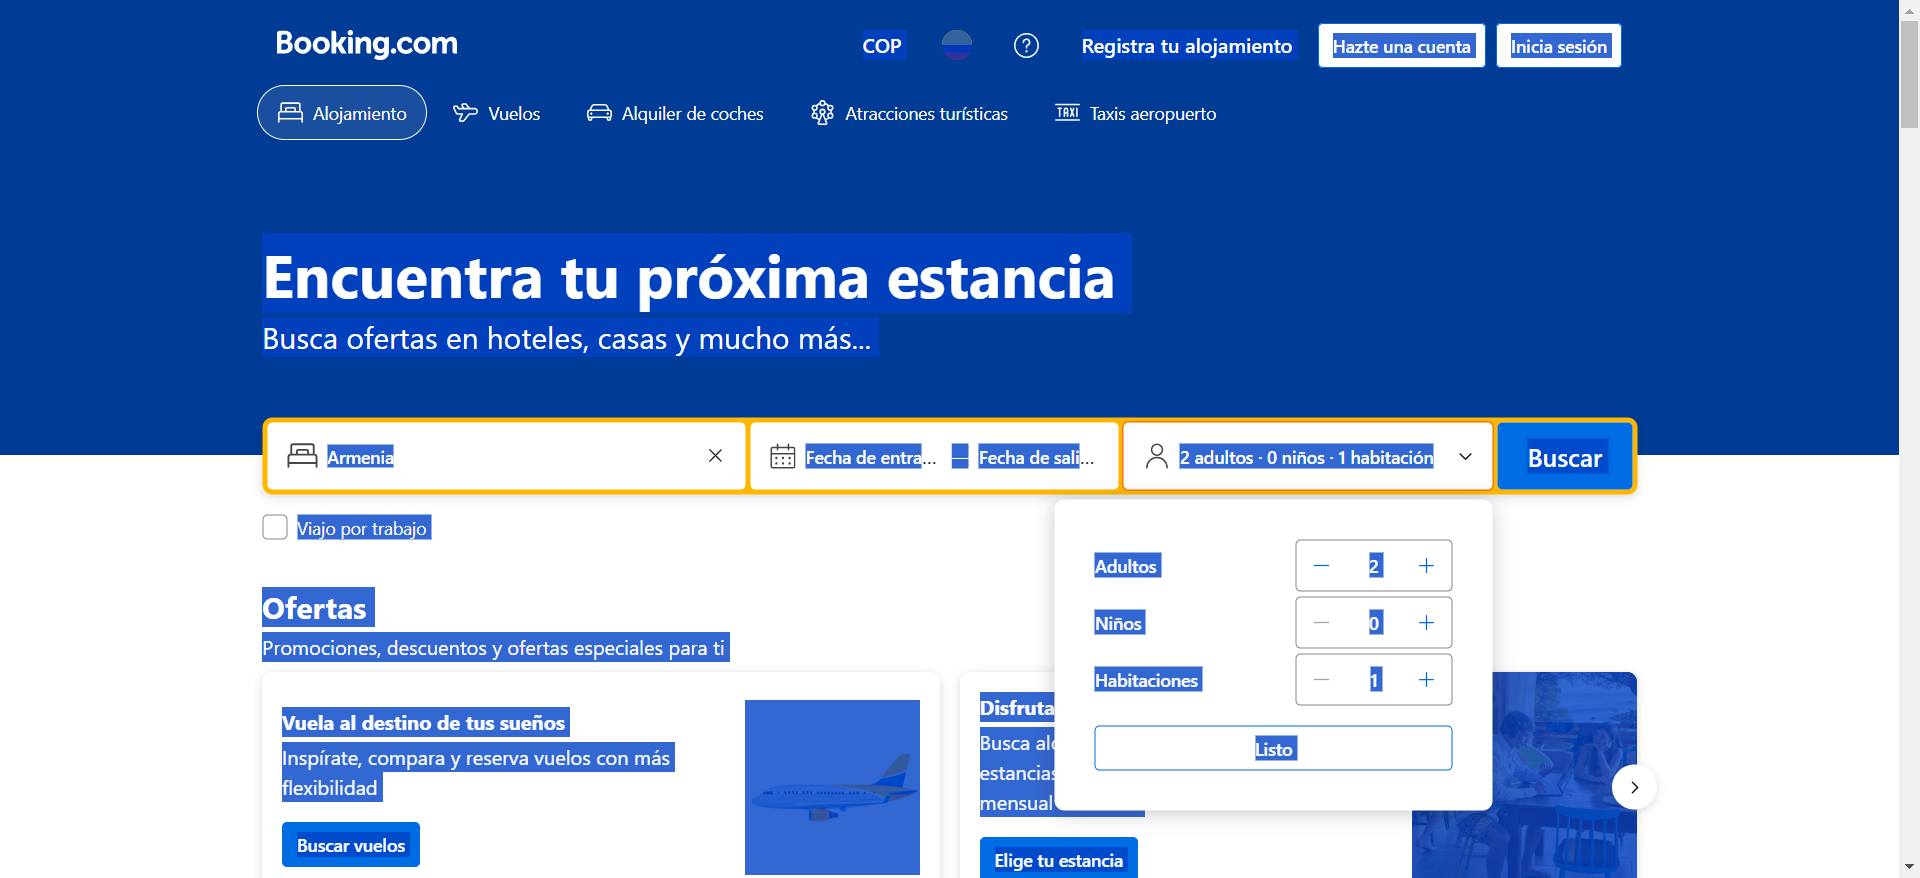 Booking.com
COP
Registra tu alojamiento
Hazte una cuenta
Inicia sesión
Alojamiento
Vuelos
Alquiler de coches
Atracciones turísticas
TAXI
Taxis aeropuerto
Encuentra tu próxima estancia
Busca ofertas en hoteles, casas y mucho más...
Armenia
Fecha de entra...
—
Fecha de sali...
2 adultos · 0 niños · 1 habitación
Buscar
Viajo por trabajo
Adultos
2
Niños
0
Habitaciones
1
Listo
Ofertas
Promociones, descuentos y ofertas especiales para ti
Vuela al destino de tus sueños
Inspírate, compara y reserva vuelos con más
flexibilidad
Buscar vuelos
Disfruta
Busca alo
estancias
mensual
Elige tu estancia